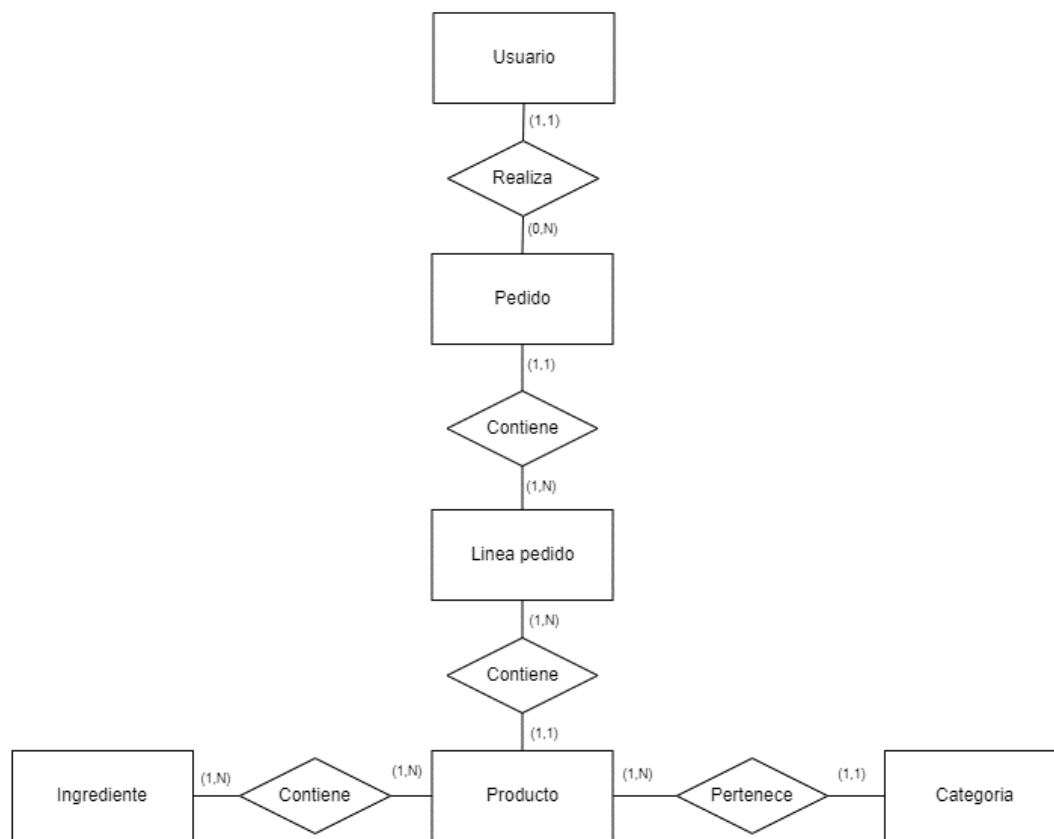 Usuario
(1,1)
Realiza
(0,N)
Pedido
(1,1)
Contiene
(1,N)
Linea pedido
(1,N)
Contiene
(1,1)
Ingrediente
(1,N)
Contiene
(1,N)
Producto
(1,N)
Pertenece
(1,1)
Categoria